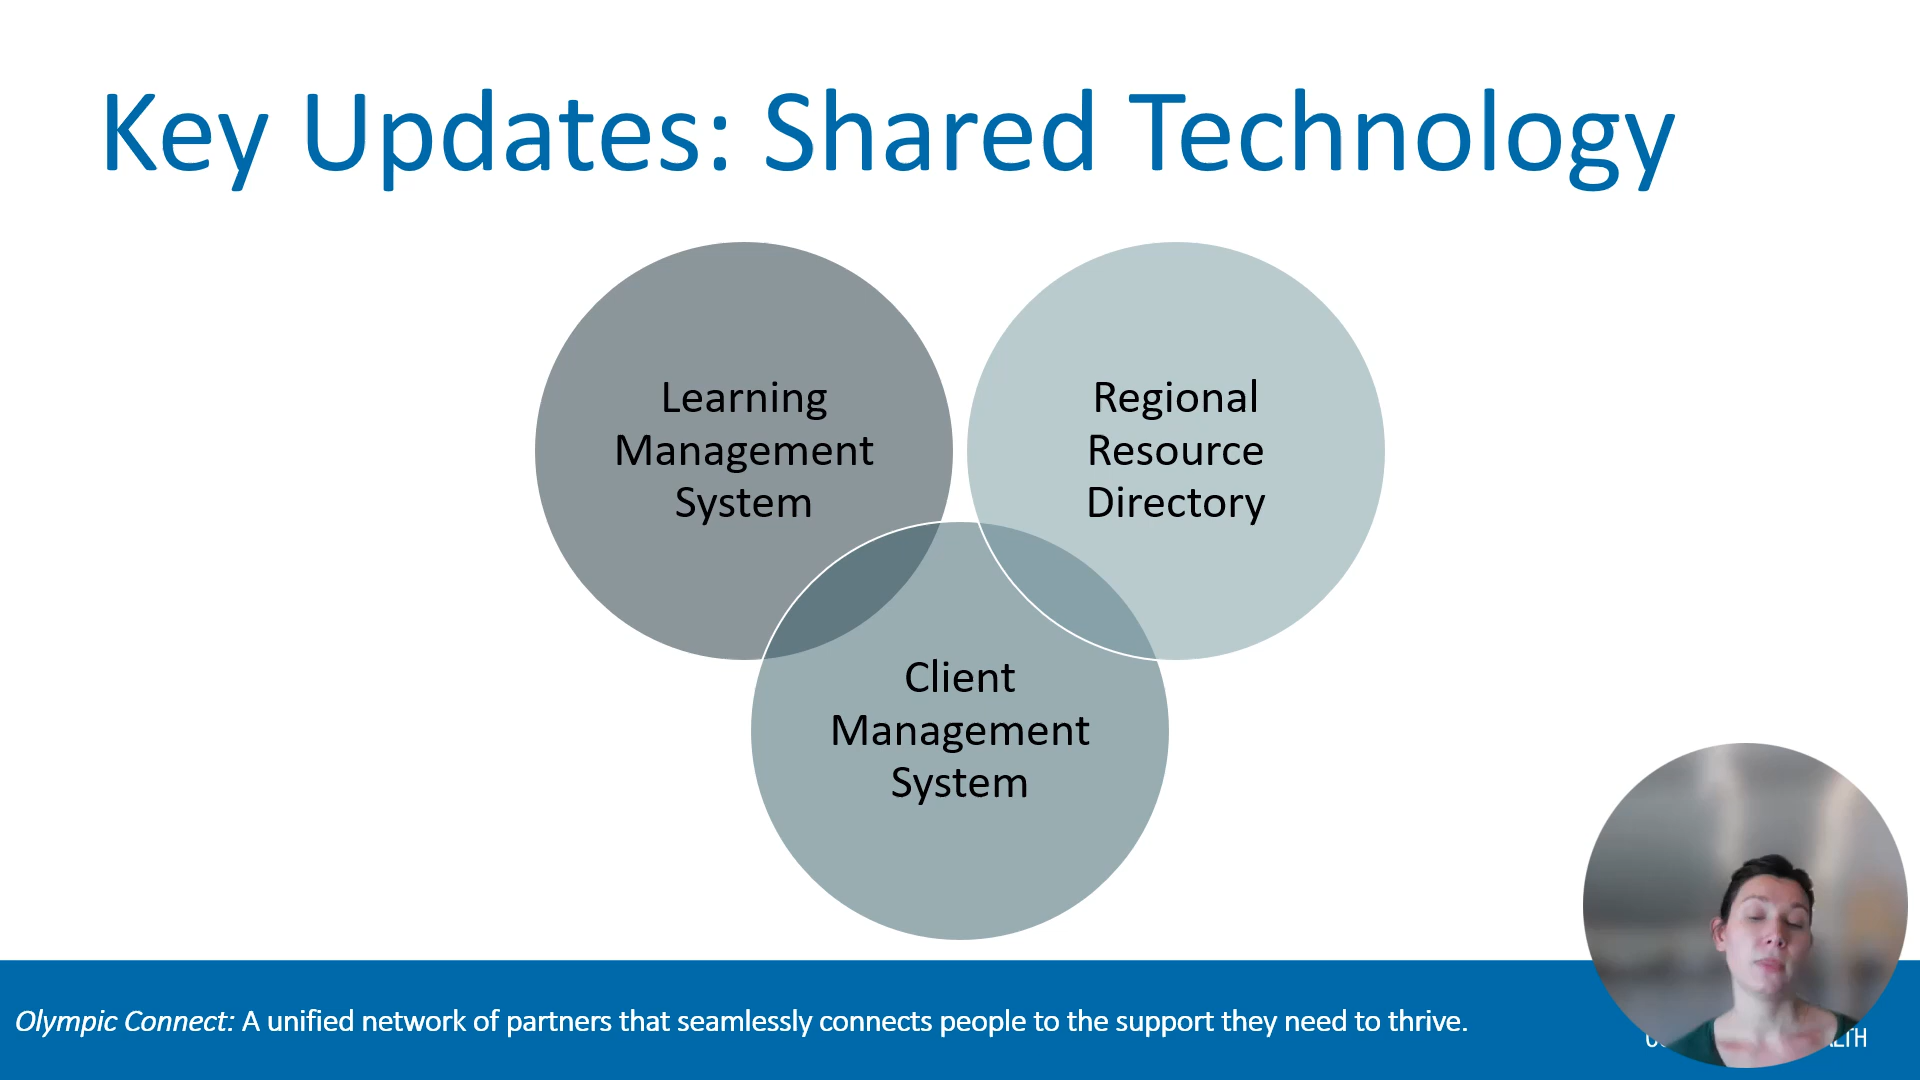 Key Updates: Shared Technology
Learning
Management
System
Regional
Resource
Directory
Client
Management
System
Olympic Connect: A unified network of partners that seamlessly connects people to the support they need to thrive.